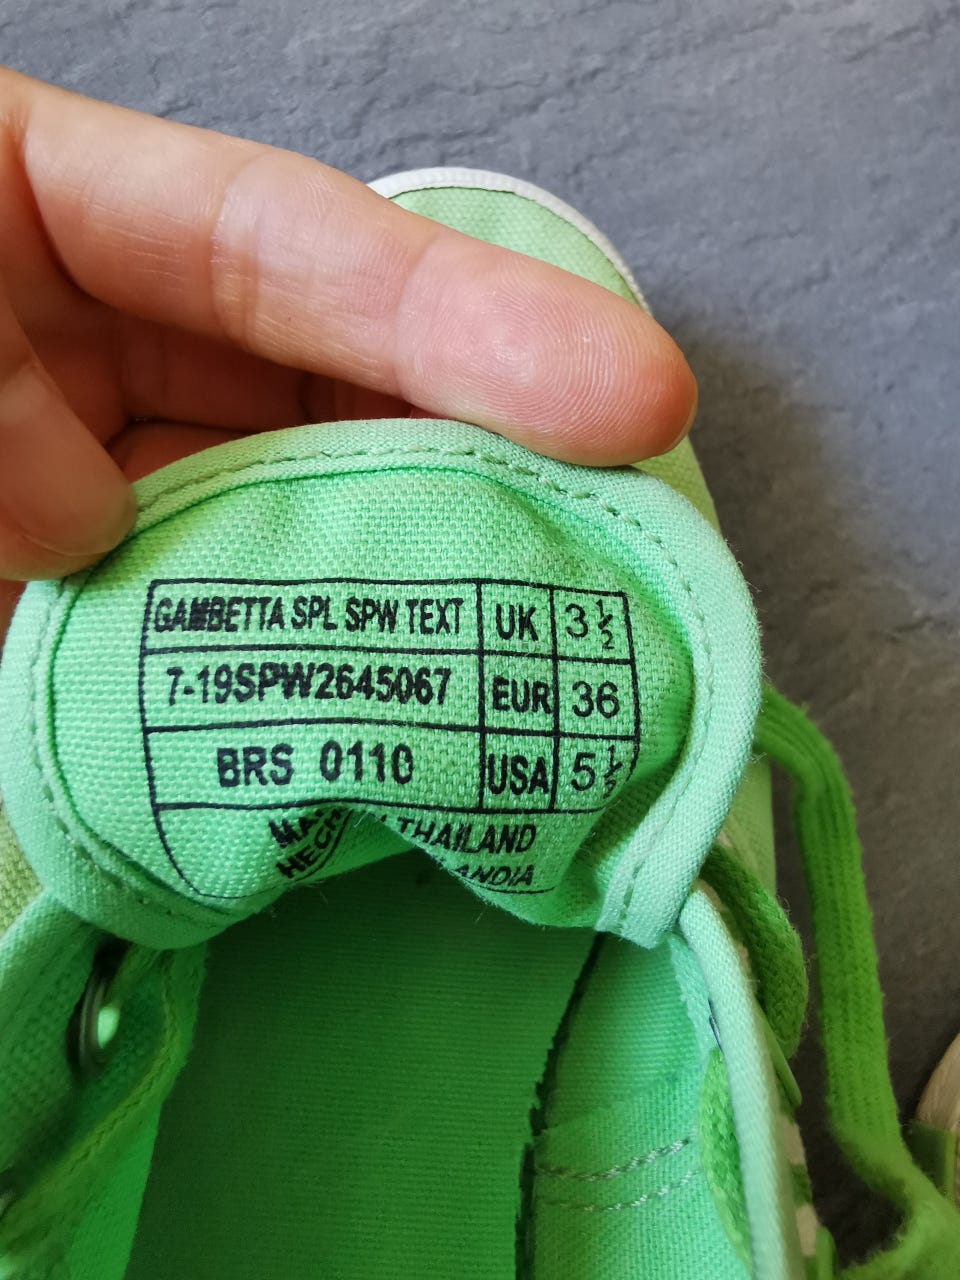 GAMBETTA SPL SPW TEXT UK 3 ½
7-19SPW2645067 EUR 36
BRS 0110 USA 5 ½
THAILAND